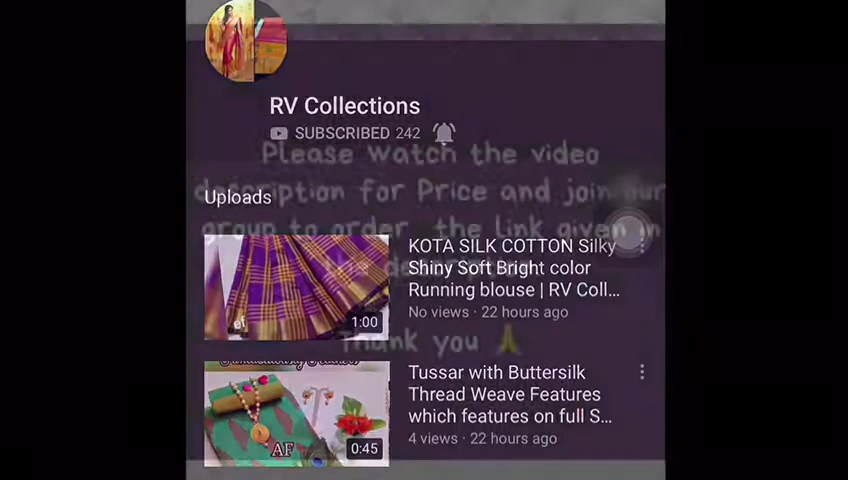 RV Collections
SUBSCRIBED 242
Please watch the video
description for Price and join our
Uploads
group to order the link given in
the description
KOTA SILK COTTON Silky
Shiny Soft Bright color
Running blouse | RV Coll...
No views · 22 hours ago
1:00
Thank you 🙏
Tussar with Buttersilk
Thread Weave Features
which features on full S...
4 views · 22 hours ago
AF
0:45